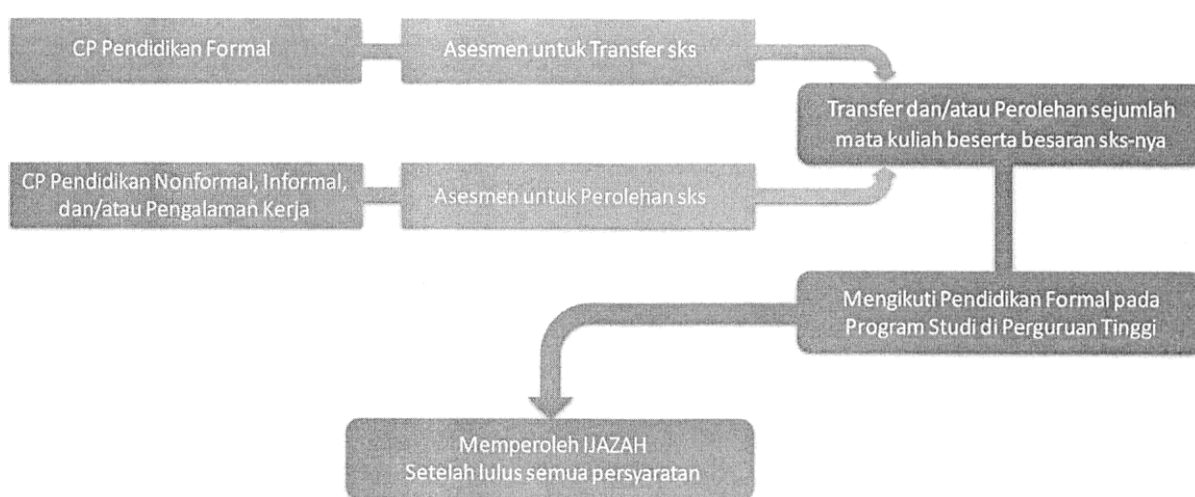 CP Pendidikan Formal
Asesmen untuk Transfer sks
Transfer dan/atau Perolehan sejumlah
mata kuliah beserta besaran sks-nya
CP Pendidikan Nonformal, Informal,
dan/atau Pengalaman Kerja
Asesmen untuk Perolehan sks
Mengikuti Pendidikan Formal pada
Program Studi di Perguruan Tinggi
Memperoleh IJAZAH
Setelah lulus semua persyaratan